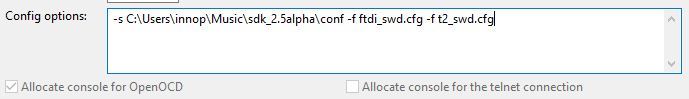 Config options:
-s C:\Users\innop\Music\sdk_2.5alpha\conf -f ftdi_swd.cfg -f t2_swd.cfg
Allocate console for OpenOCD
Allocate console for the telnet connection